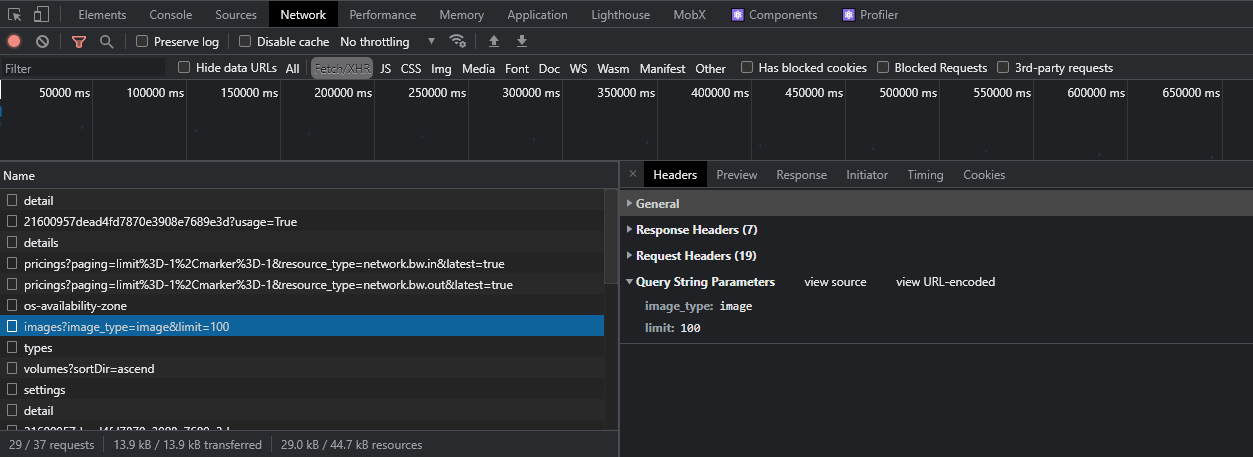 Elements Console Sources Network Performance Memory Application Lighthouse MobX Components Profiler
Preserve log Disable cache No throttling
Filter Hide data URLs All Fetch/XHR JS CSS Img Media Font Doc WS Wasm Manifest Other Has blocked cookies Blocked Requests 3rd-party requests
50000 ms 100000 ms 150000 ms 200000 ms 250000 ms 300000 ms 350000 ms 400000 ms 450000 ms 500000 ms 550000 ms 600000 ms 650000 ms
Name
detail
21600957dead4fd7870e3908e7689e3d?usage=True
details
pricings?paging=limit%3D-1%2Cmarker%3D-1&resource_type=network.bw.in&latest=true
pricings?paging=limit%3D-1%2Cmarker%3D-1&resource_type=network.bw.out&latest=true
os-availability-zone
images?image_type=image&limit=100
types
volumes?sortDir=ascend
settings
detail
29 / 37 requests 13.9 kB / 13.9 kB transferred 29.0 kB / 44.7 kB resources
× Headers Preview Response Initiator Timing Cookies
General
Response Headers (7)
Request Headers (19)
Query String Parameters view source view URL-encoded
image_type: image
limit: 100